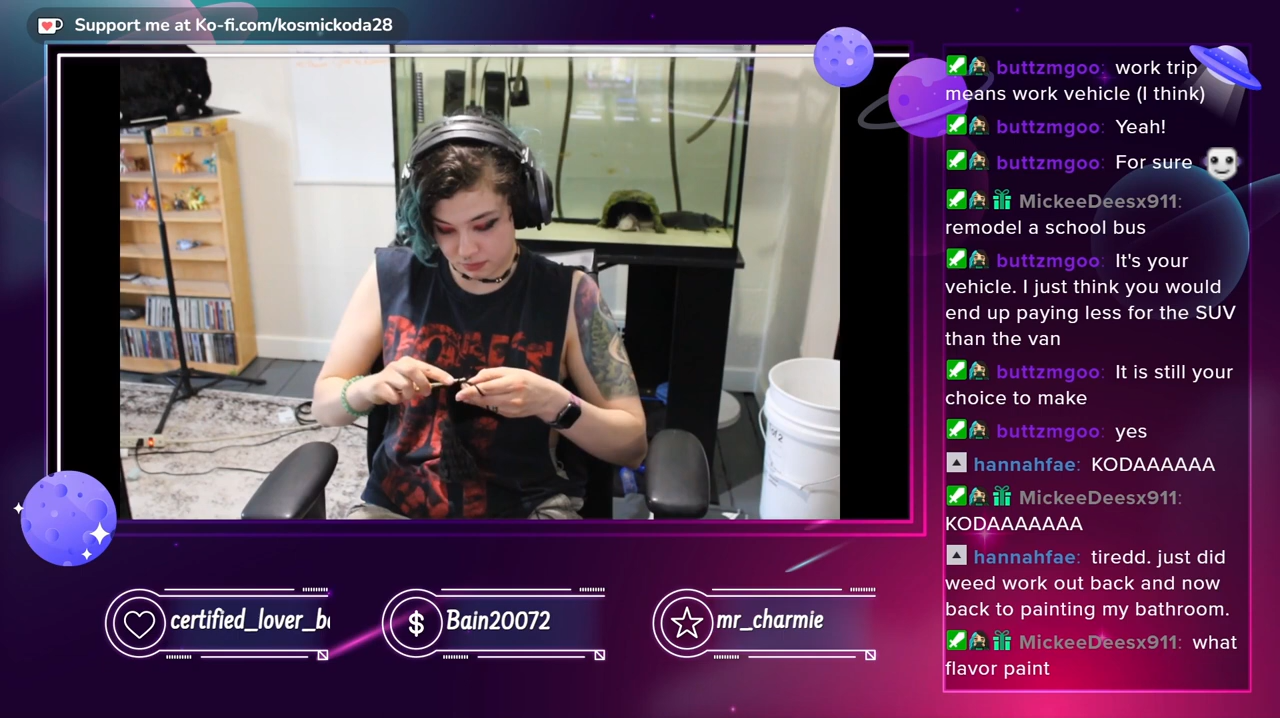 Support me at Ko-fi.com/kosmickoda28
buttzmgoo: work trip
means work vehicle (I think)
buttzmgoo: Yeah!
buttzmgoo: For sure
MickeeDeesx911:
remodel a school bus
buttzmgoo: It's your
vehicle. I just think you would
end up paying less for the SUV
than the van
buttzmgoo: It is still your
choice to make
buttzmgoo: yes
hannahfae: KODAAAAAA
MickeeDeesx911:
KODAAAAAAA
hannahfae: tiredd. just did
weed work out back and now
back to painting my bathroom.
MickeeDeesx911: what
flavor paint
DON'T
certified_lover_bo
$ Bain20072
mr_charmie